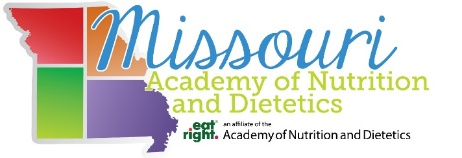 Missouri
Academy of Nutrition
and Dietetics
eat
right.
an affiliate of the
Academy of Nutrition and Dietetics